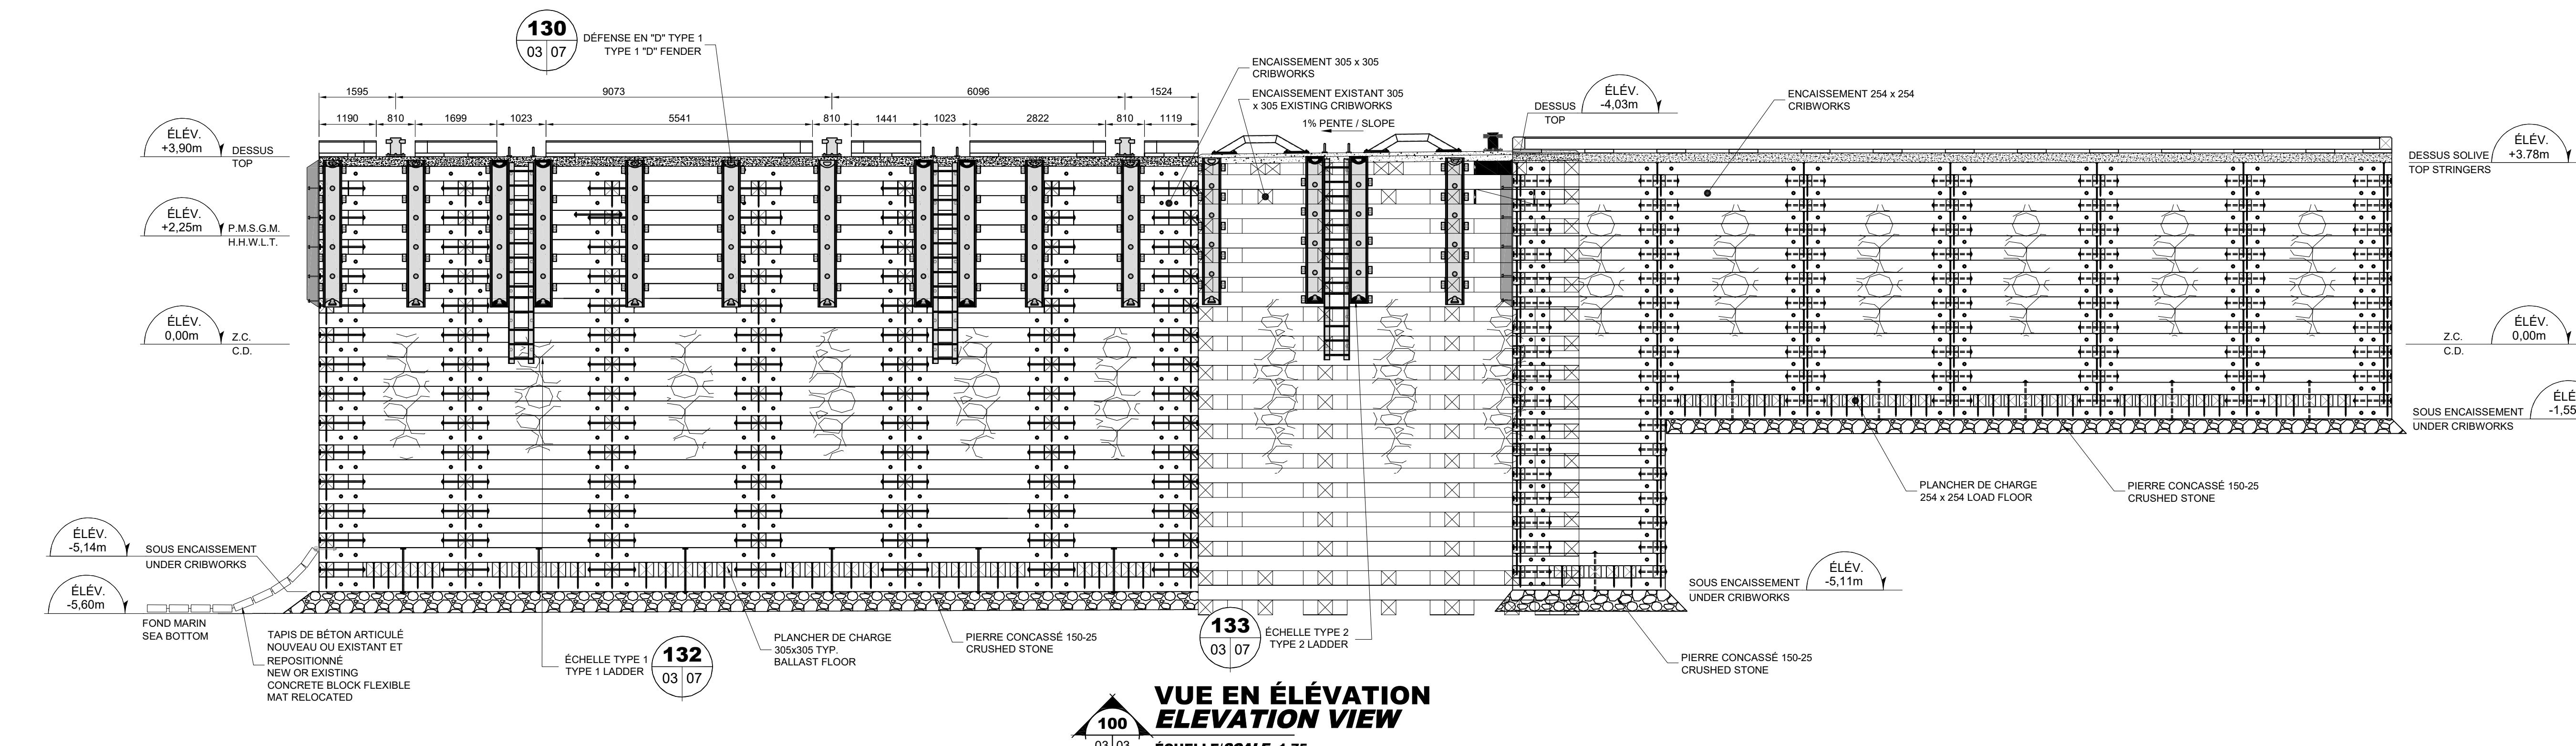 130
03 07
DÉFENSE EN "D" TYPE 1
TYPE 1 "D" FENDER
ENCAISSEMENT 305 x 305
CRIBWORKS
ENCAISSEMENT EXISTANT 305
x 305 EXISTING CRIBWORKS
1% PENTE / SLOPE
DESSUS
TOP
ÉLÉV.
-4,03m
ENCAISSEMENT 254 x 254
CRIBWORKS
1595 9073 6096 1524
1190 810 1699 1023 5541 810 1441 1023 2822 810 1119
ÉLÉV.
+3,90m
DESSUS
TOP
ÉLÉV.
+2,25m
P.M.S.G.M.
H.H.W.L.T.
ÉLÉV.
0,00m
Z.C.
C.D.
ÉLÉV.
-5,14m
SOUS ENCAISSEMENT
UNDER CRIBWORKS
ÉLÉV.
-5,60m
FOND MARIN
SEA BOTTOM
TAPIS DE BÉTON ARTICULÉ
NOUVEAU OU EXISTANT ET
REPOSITIONNÉ
NEW OR EXISTING
CONCRETE BLOCK FLEXIBLE
MAT RELOCATED
ÉCHELLE TYPE 1
TYPE 1 LADDER
132
03 07
PLANCHER DE CHARGE
305x305 TYP.
BALLAST FLOOR
PIERRE CONCASSÉ 150-25
CRUSHED STONE
133
03 07
ÉCHELLE TYPE 2
TYPE 2 LADDER
DESSUS SOLIVE
TOP STRINGERS
ÉLÉV.
+3.78m
Z.C.
C.D.
ÉLÉV.
0,00m
SOUS ENCAISSEMENT
UNDER CRIBWORKS
-1,55
PLANCHER DE CHARGE
254 x 254 LOAD FLOOR
PIERRE CONCASSÉ 150-25
CRUSHED STONE
SOUS ENCAISSEMENT
UNDER CRIBWORKS
ÉLÉV.
-5,11m
PIERRE CONCASSÉ 150-25
CRUSHED STONE
100
03 03
VUE EN ÉLÉVATION
ELEVATION VIEW
ÉCHELLE/SCALE 1:75